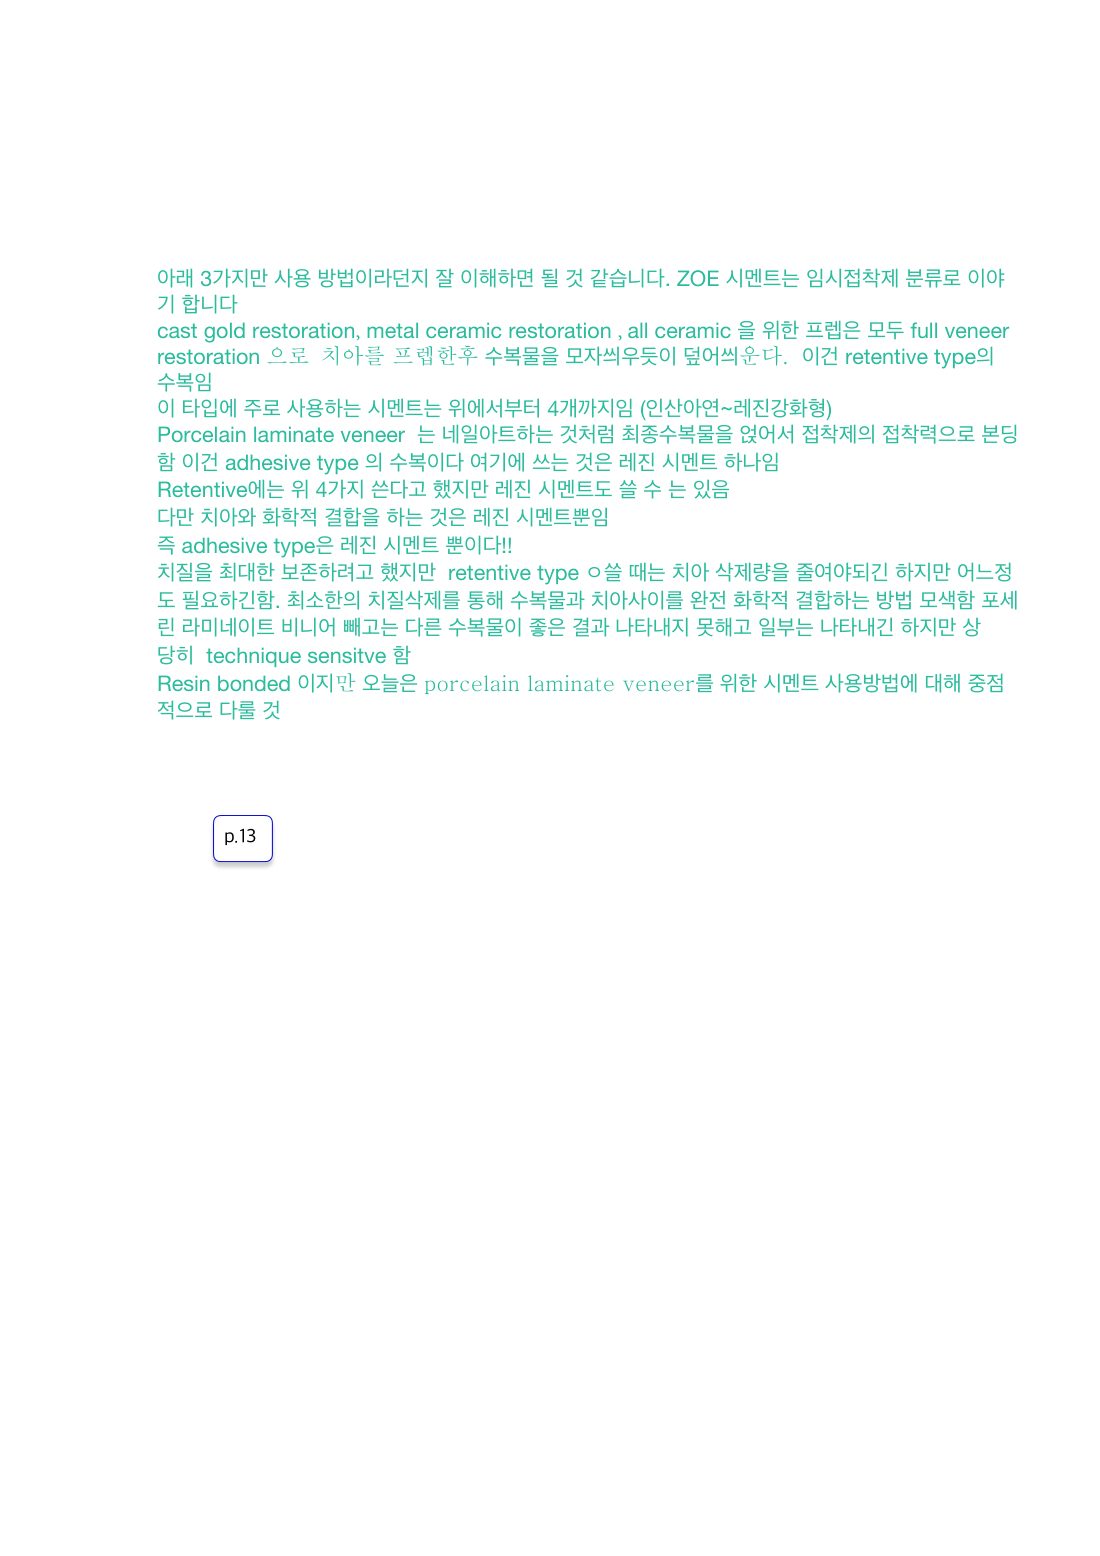 아래 3가지만 사용 방법이라던지 잘 이해하면 될 것 같습니다. ZOE 시멘트는 임시접착제 분류로 이야
기 합니다
cast gold restoration, metal ceramic restoration , all ceramic 을 위한 프렙은 모두 full veneer
restoration 으로 치아를 프렙한후 수복물을 모자씌우듯이 덮어씌운다. 이건 retentive type의
수복임
이 타입에 주로 사용하는 시멘트는 위에서부터 4개까지임 (인산아연~레진강화형)
Porcelain laminate veneer 는 네일아트하는 것처럼 최종수복물을 얹어서 접착제의 접착력으로 본딩
함 이건 adhesive type 의 수복이다 여기에 쓰는 것은 레진 시멘트 하나임
Retentive에는 위 4가지 쓴다고 했지만 레진 시멘트도 쓸 수 는 있음
다만 치아와 화학적 결합을 하는 것은 레진 시멘트뿐임
즉 adhesive type은 레진 시멘트 뿐이다!!
치질을 최대한 보존하려고 했지만 retentive type ㅇ쓸 때는 치아 삭제량을 줄여야되긴 하지만 어느정
도 필요하긴함. 최소한의 치질삭제를 통해 수복물과 치아사이를 완전 화학적 결합하는 방법 모색함 포세
린 라미네이트 비니어 빼고는 다른 수복물이 좋은 결과 나타내지 못해고 일부는 나타내긴 하지만 상
당히 technique sensitve 함
Resin bonded 이지만 오늘은 porcelain laminate veneer를 위한 시멘트 사용방법에 대해 중점
적으로 다룰 것
p.13